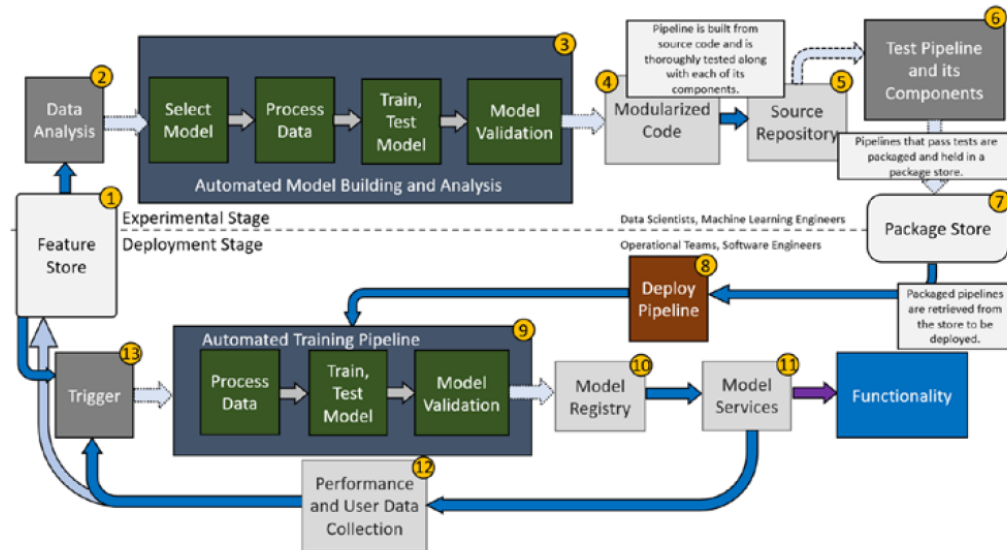 1
Feature
Store
2
Data
Analysis
3
Select
Model
Process
Data
Train,
Test
Model
Model
Validation
Automated Model Building and Analysis
4
Modularized
Code
Pipeline is built from
source code and is
thoroughly tested along
with each of its
components.
5
Source
Repository
6
Test Pipeline
and its
Components
Pipelines that pass tests are
packaged and held in a
package store.
7
Package Store
Experimental Stage
Data Scientists, Machine Learning Engineers
Deployment Stage
Operational Teams, Software Engineers
8
Deploy
Pipeline
Packaged pipelines
are retrieved from
the store to be
deployed.
9
Automated Training Pipeline
Process
Data
Train,
Test
Model
Model
Validation
10
Model
Registry
11
Model
Services
Functionality
12
Performance
and User Data
Collection
13
Trigger